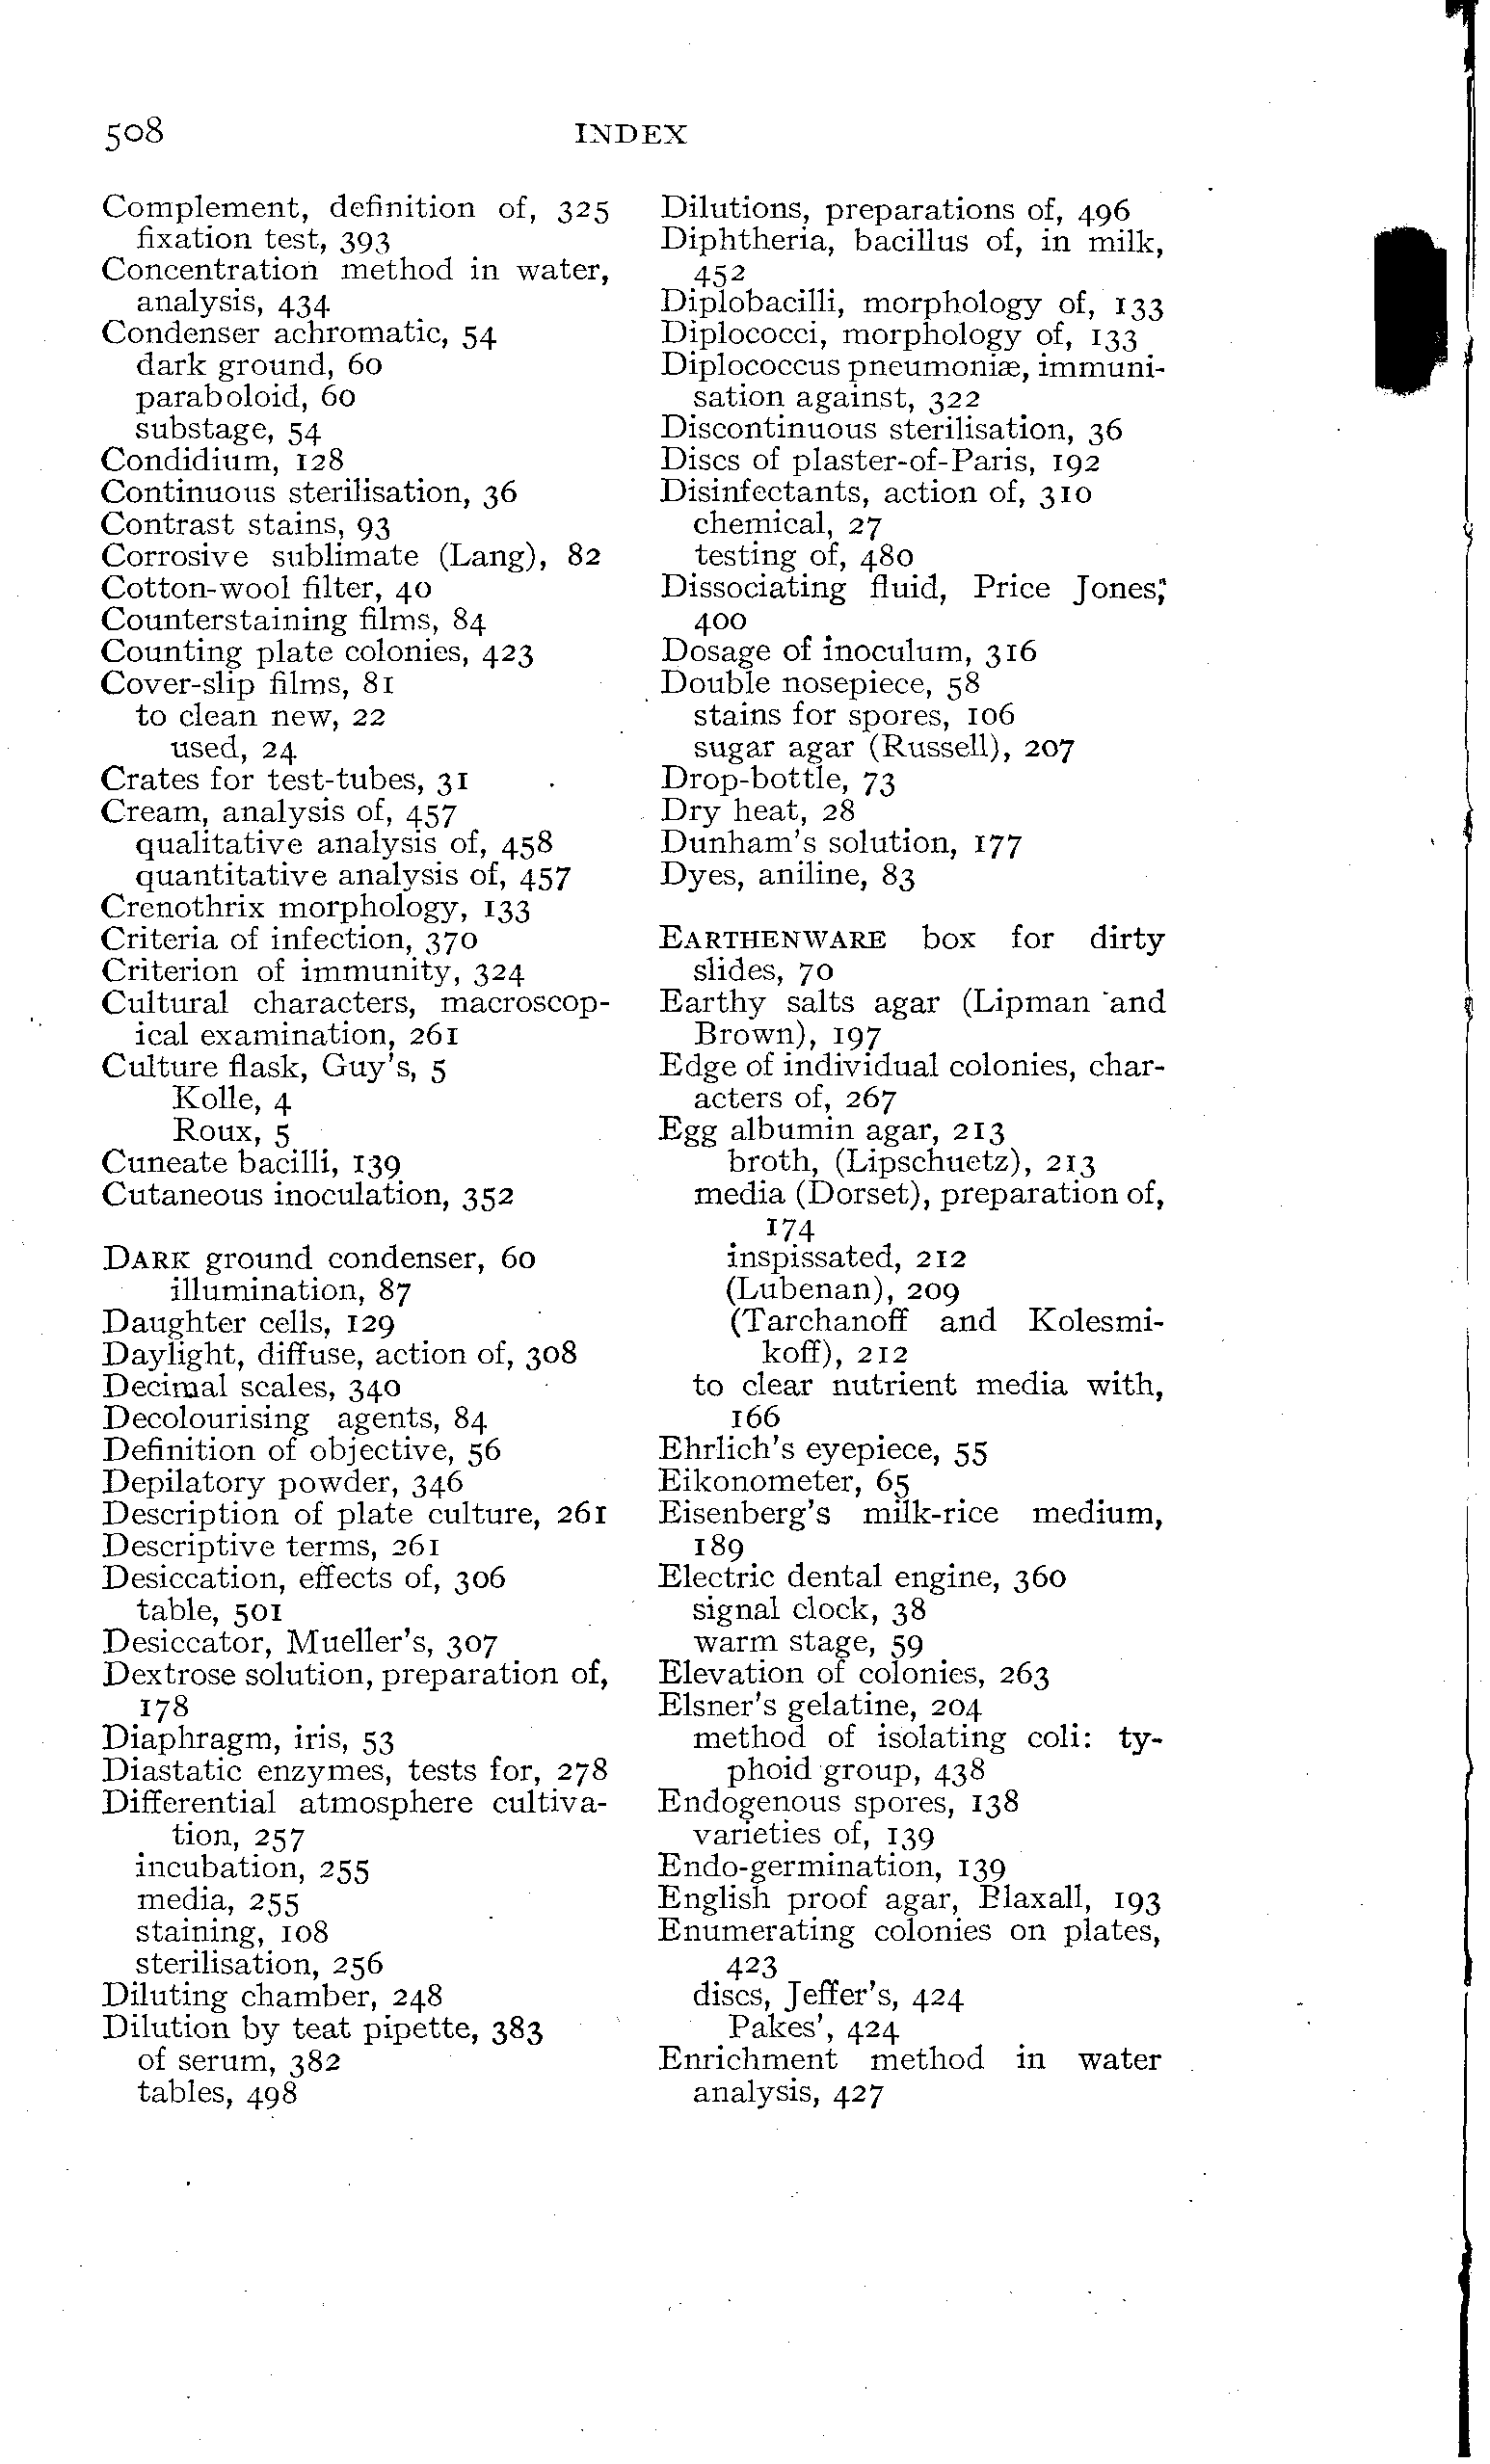 508
INDEX
Complement, definition of, 325
fixation test, 393
Concentration method in water,
analysis, 434
Condenser achromatic, 54
dark ground, 60
paraboloid, 60
substage, 54
Condidium, 128
Continuous sterilisation, 36
Contrast stains, 93
Corrosive sublimate (Lang), 82
Cotton-wool filter, 40
Counterstaining films, 84
Counting plate colonies, 423
Cover-slip films, 81
to clean new, 22
used, 24
Crates for test-tubes, 31
Cream, analysis of, 457
qualitative analysis of, 458
quantitative analysis of, 457
Crenothrix morphology, 133
Criteria of infection, 370
Criterion of immunity, 324
Cultural characters, macroscop-
ical examination, 261
Culture flask, Guy's, 5
Kolle, 4
Roux, 5
Cuneate bacilli, 139
Cutaneous inoculation, 352
DARK ground condenser, 60
illumination, 87
Daughter cells, 129
Daylight, diffuse, action of, 308
Decimal scales, 340
Decolourising agents, 84
Definition of objective, 56
Depilatory powder, 346
Description of plate culture, 261
Descriptive terms, 261
Desiccation, effects of, 306
table, 501
Desiccator, Mueller's, 307
Dextrose solution, preparation of,
178
Diaphragm, iris, 53
Diastatic enzymes, tests for, 278
Differential atmosphere cultiva-
tion, 257
incubation, 255
media, 255
staining, 108
sterilisation, 256
Diluting chamber, 248
Dilution by teat pipette, 383
of serum, 382
tables, 498
Dilutions, preparations of, 496
Diphtheria, bacillus of, in milk,
452
Diplobacilli, morphology of, 133
Diplococci, morphology of, 133
Diplococcus pneumoniæ, immuni-
sation against, 322
Discontinuous sterilisation, 36
Discs of plaster-of-Paris, 192
Disinfectants, action of, 310
chemical, 27
testing of, 480
Dissociating fluid, Price Jones;
400
Dosage of inoculum, 316
Double nosepiece, 58
stains for spores, 106
sugar agar (Russell), 207
Drop-bottle, 73
Dry heat, 28
Dunham's solution, 177
Dyes, aniline, 83
EARTHENWARE box for dirty
slides, 70
Earthy salts agar (Lipman and
Brown), 197
Edge of individual colonies, char-
acters of, 267
Egg albumin agar, 213
broth, (Lipschuetz), 213
media (Dorset), preparation of,
174
inspissated, 212
(Lubenan), 209
(Tarchanoff and Kolesmi-
koff), 212
to clear nutrient media with,
166
Ehrlich's eyepiece, 55
Eikonometer, 65
Eisenberg's milk-rice medium,
189
Electric dental engine, 360
signal clock, 38
warm stage, 59
Elevation of colonies, 263
Elsner's gelatine, 204
method of isolating coli: ty-
phoid group, 438
Endogenous spores, 138
varieties of, 139
Endo-germination, 139
English proof agar, Blaxall, 193
Enumerating colonies on plates,
423
discs, Jeffer's, 424
Pakes', 424
Enrichment method in water
analysis, 427